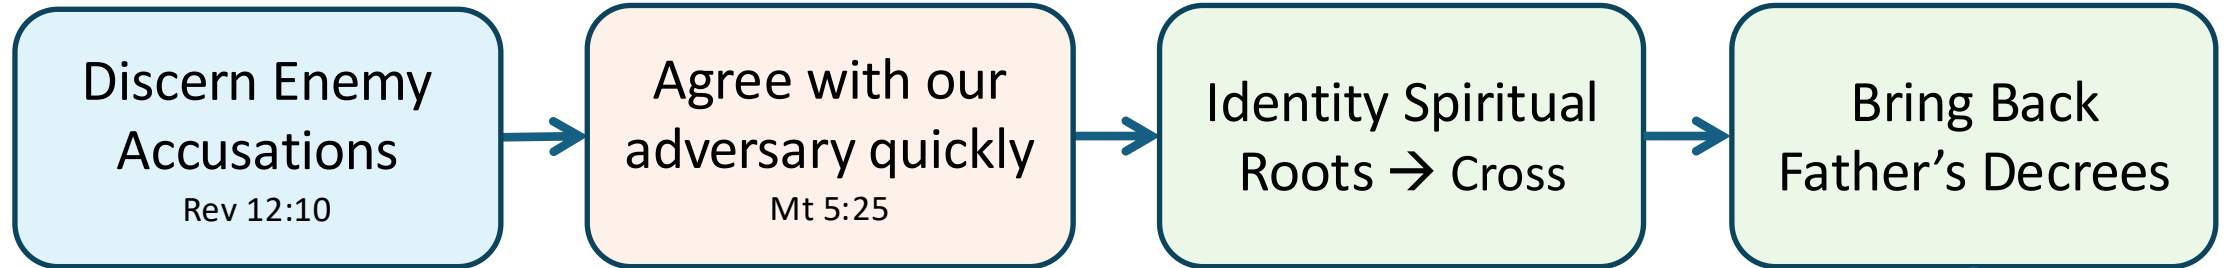 Discern Enemy
Accusations
Rev 12:10
Agree with our
adversary quickly
Mt 5:25
Identity Spiritual
Roots → Cross
Bring Back
Father’s Decrees